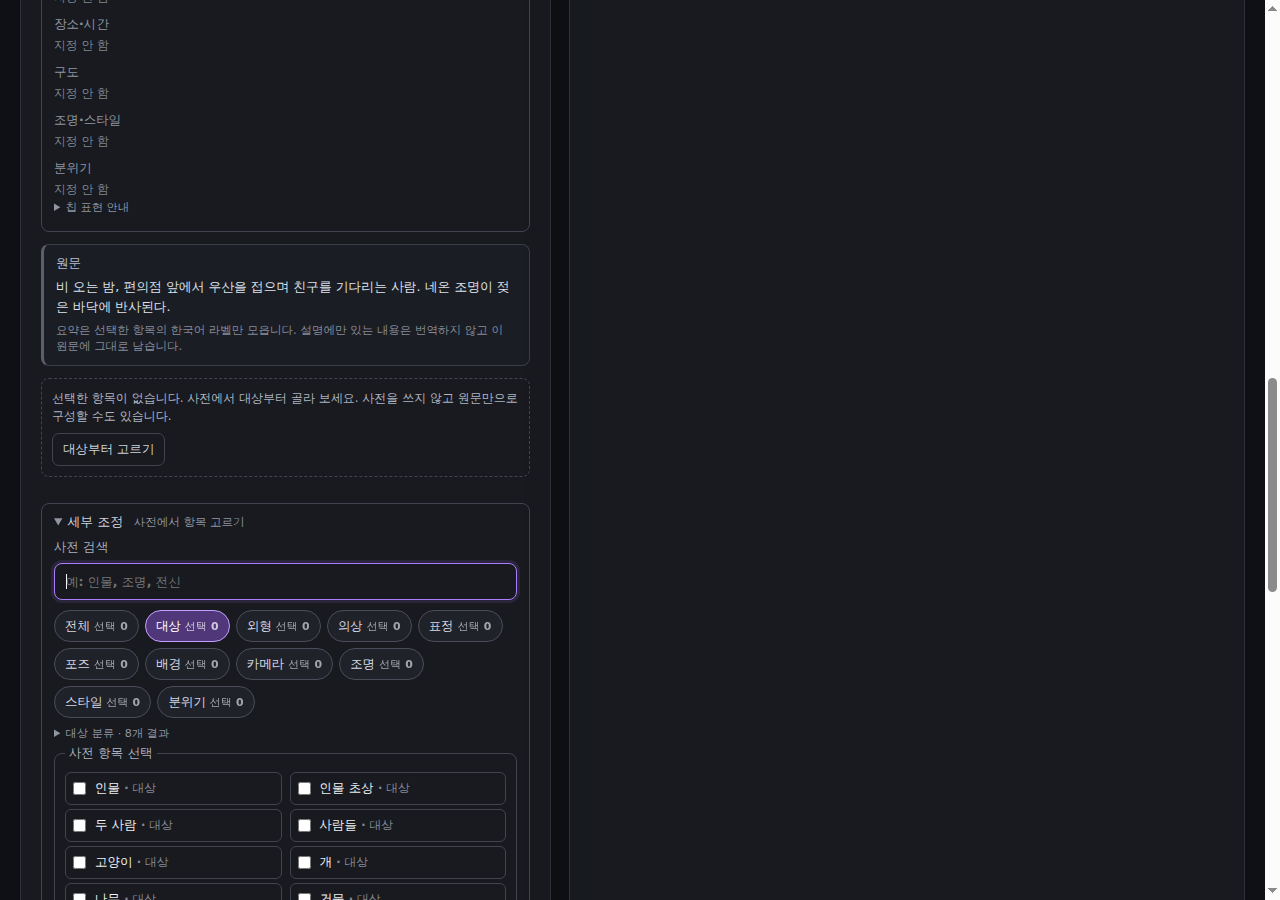 장소·시간
지정 안 함
구도
지정 안 함
조명·스타일
지정 안 함
분위기
지정 안 함
▶ 칩 표현 안내
원문
비 오는 밤, 편의점 앞에서 우산을 접으며 친구를 기다리는 사람. 네온 조명이 젖
은 바닥에 반사된다.
요약은 선택한 항목의 한국어 라벨만 모읍니다. 설명에만 있는 내용은 번역하지 않고 이
원문에 그대로 남습니다.
선택한 항목이 없습니다. 사전에서 대상부터 골라 보세요. 사전을 쓰지 않고 원문만으로
구성할 수도 있습니다.
대상부터 고르기
▼ 세부 조정 사전에서 항목 고르기
사전 검색
예: 인물, 조명, 전신
전체 선택 0 대상 선택 0 외형 선택 0 의상 선택 0 표정 선택 0
포즈 선택 0 배경 선택 0 카메라 선택 0 조명 선택 0
스타일 선택 0 분위기 선택 0
▶ 대상 분류 · 8개 결과
사전 항목 선택
인물 · 대상 인물 초상 · 대상
두 사람 · 대상 사람들 · 대상
고양이 · 대상 개 · 대상
나무 · 대상 건물 · 대상